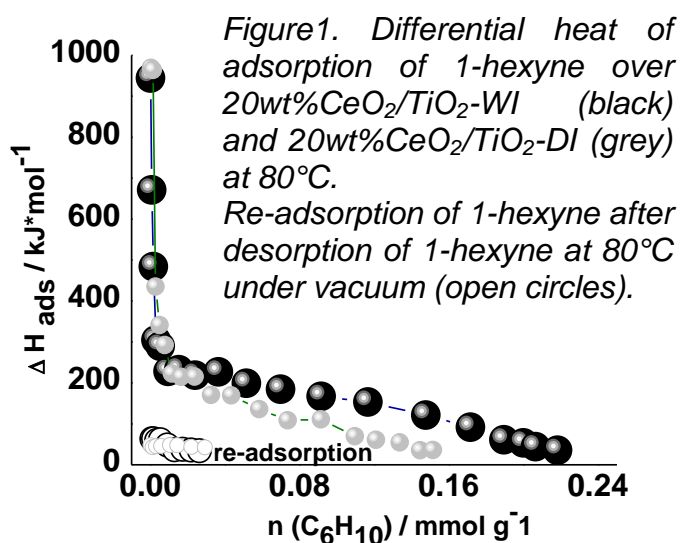 Figure1. Differential heat of
adsorption of 1-hexyne over
20wt%CeO₂/TiO₂-WI (black)
and 20wt%CeO₂/TiO₂-DI (grey)
at 80°C.
Re-adsorption of 1-hexyne after
desorption of 1-hexyne at 80°C
under vacuum (open circles).
Δ H ads / kJ*mol⁻¹
1000
800
600
400
200
0
re-adsorption
0.00 0.08 0.16 0.24
n (C₆H₁₀) / mmol g⁻1